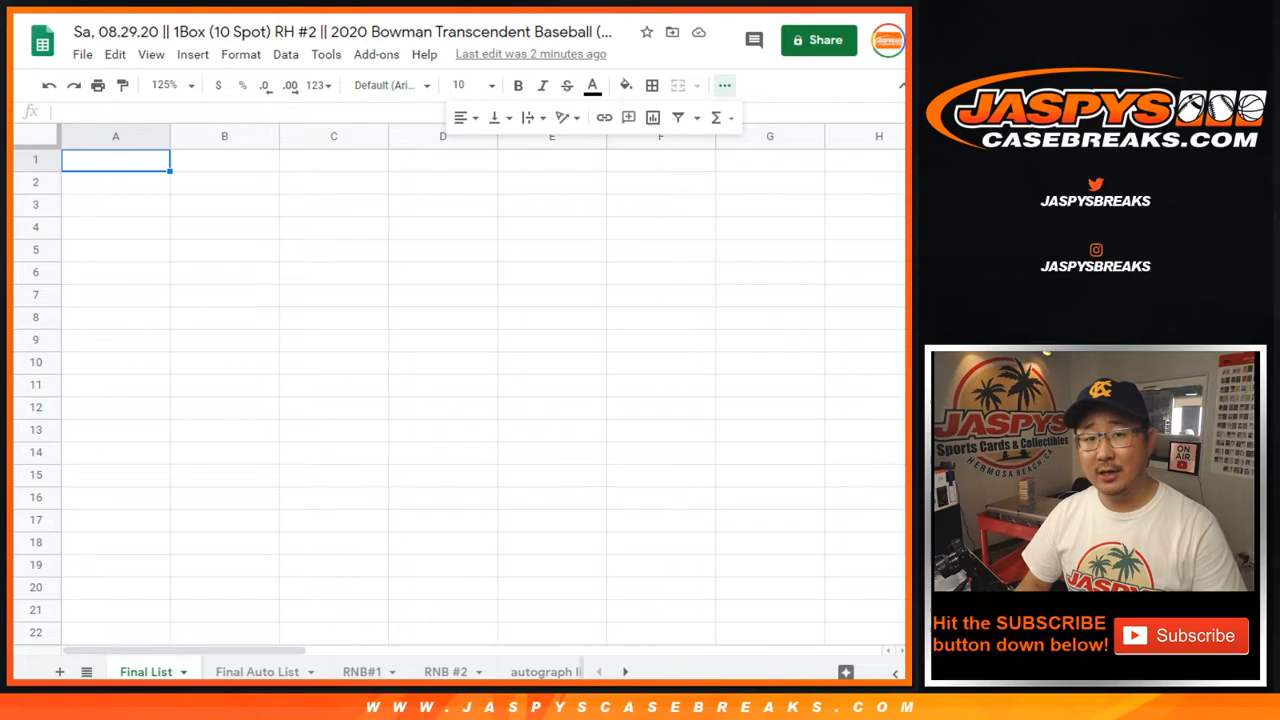 Sa, 08.29.20 || 1Box (10 Spot) RH #2 || 2020 Bowman Transcendent Baseball (...
File Edit View Insert Format Data Tools Add-ons Help Last edit was 2 minutes ago
Share
125% $ % .0 .00 123 Default (Ari... 10 B I S A
fx
A B C D E F G H
1
2
3
4
5
6
7
8
9
10
11
12
13
14
15
16
17
18
19
20
21
22
Final List Final Auto List RNB#1 RNB #2 autograph li
JASPYS
CASEBREAKS.COM
JASPYSBREAKS
JASPYSBREAKS
JASPYS
Sports Cards & Collectibles
HERMOSA BEACH, CA
KC
ON
AIR
JASPYS
Hit the SUBSCRIBE
button down below!
Subscribe
WWW.JASPYSCASEBREAKS.COM